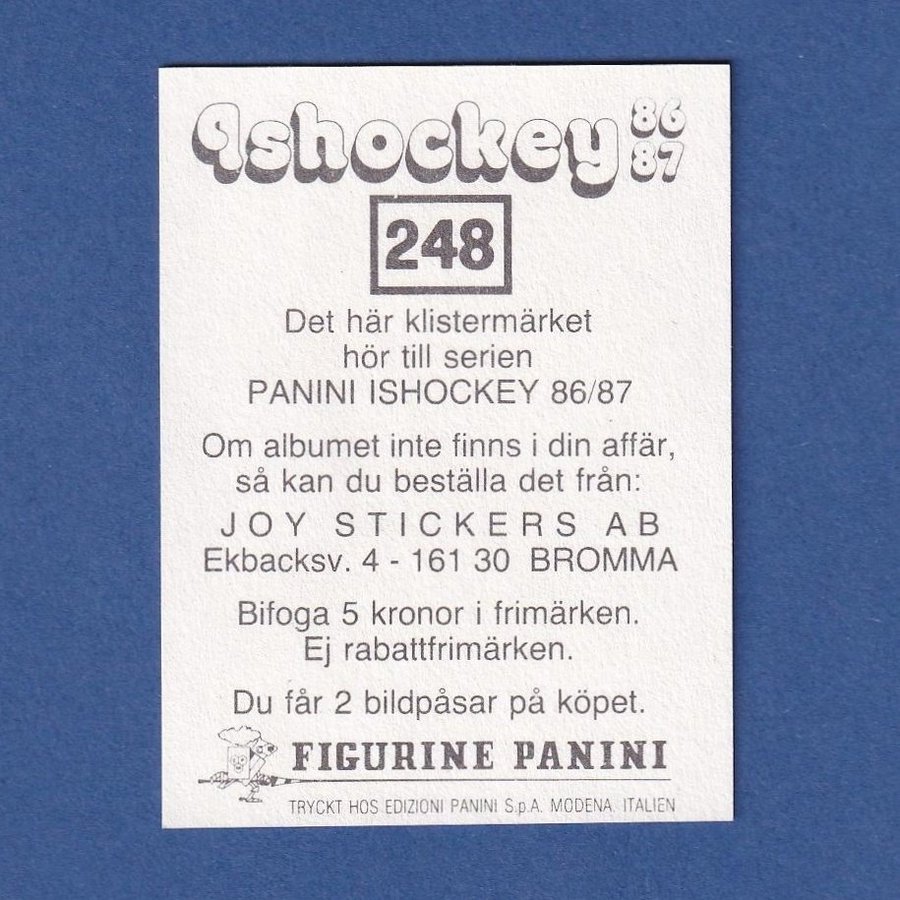 Ishockey 86 87
248
Det här klistermärket
hör till serien
PANINI ISHOCKEY 86/87
Om albumet inte finns i din affär,
så kan du beställa det från:
JOY STICKERS AB
Ekbacksv. 4 - 161 30 BROMMA
Bifoga 5 kronor i frimärken.
Ej rabattfrimärken.
Du får 2 bildpåsar på köpet.
FIGURINE PANINI
TRYCKT HOS EDIZIONI PANINI S.p.A. MODENA. ITALIEN